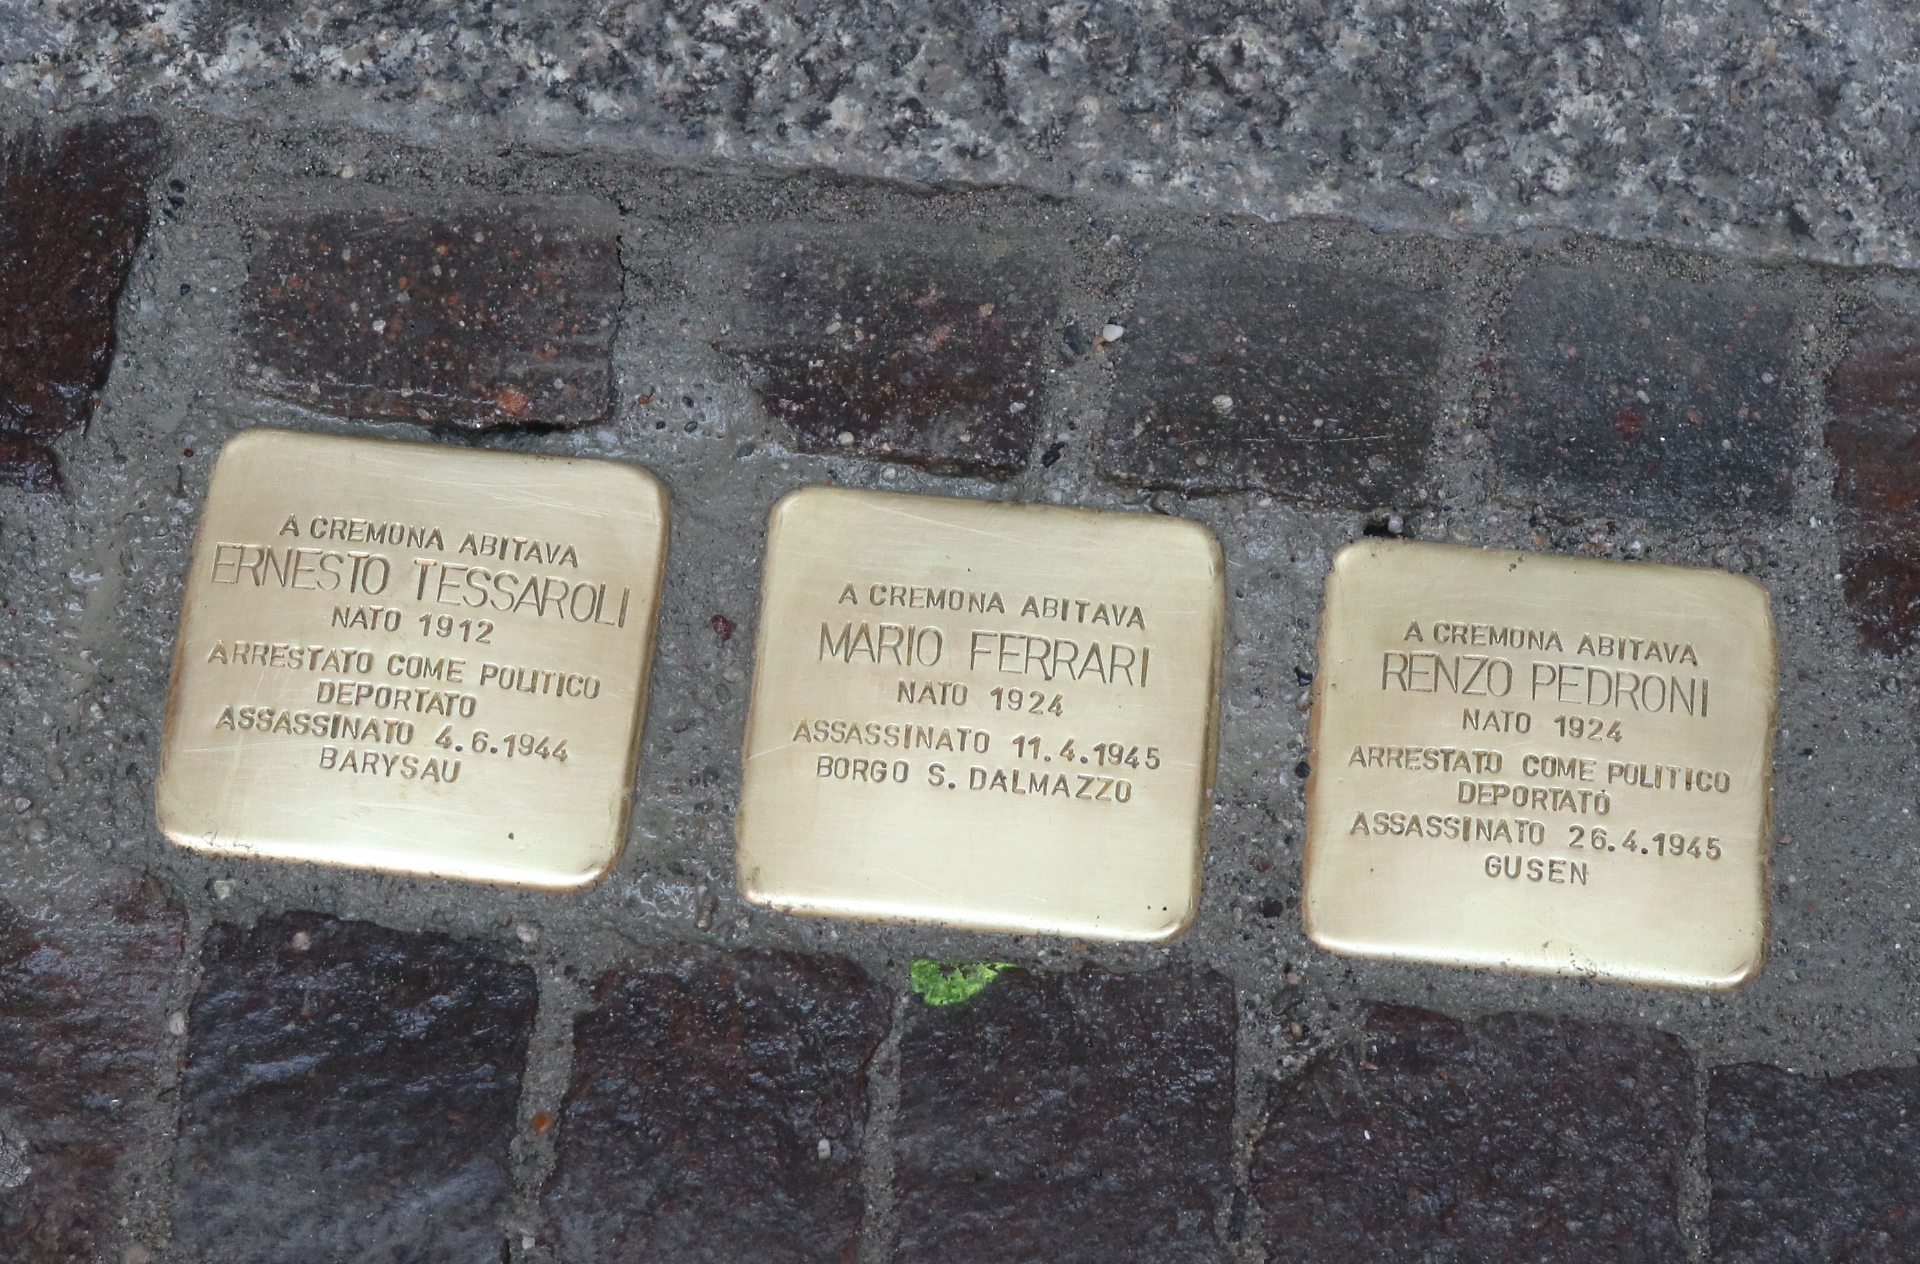 A CREMONA ABITAVA
ERNESTO TESSAROLI
NATO 1912
ARRESTATO COME POLITICO
DEPORTATO
ASSASSINATO 4.6.1944
BARYSAU
A CREMONA ABITAVA
MARIO FERRARI
NATO 1924
ASSASSINATO 11.4.1945
BORGO S. DALMAZZO
A CREMONA ABITAVA
RENZO PEDRONI
NATO 1924
ARRESTATO COME POLITICO
DEPORTATO
ASSASSINATO 26.4.1945
GUSEN